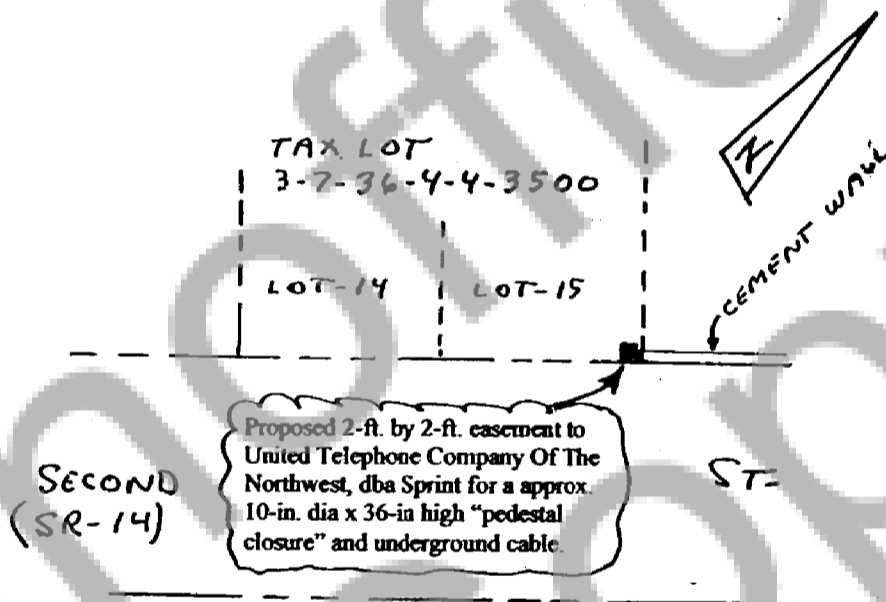 TAX LOT
3-7-36-4-4-3500
N
CEMENT WALL
LOT-14
LOT-15
Proposed 2-ft. by 2-ft. easement to
United Telephone Company Of The
Northwest, dba Sprint for a approx.
10-in. dia x 36-in high “pedestal
closure” and underground cable.
SECOND
(SR-14)
ST.